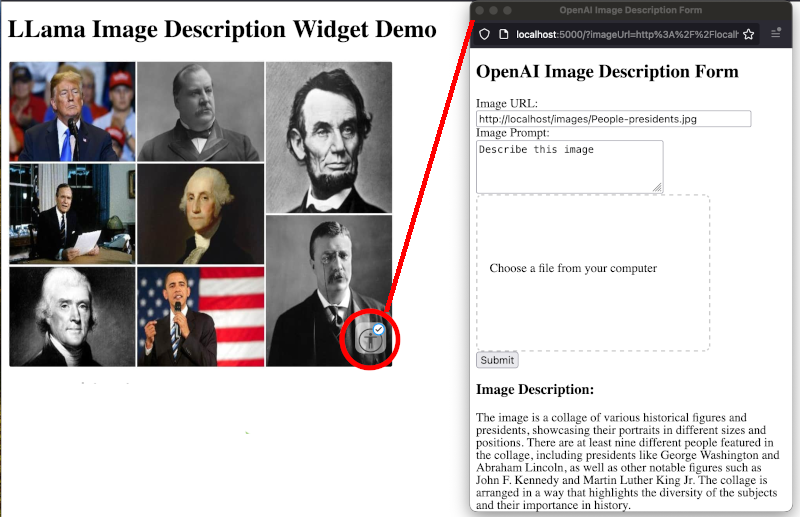 LLama Image Description Widget Demo
OpenAI Image Description Form
localhost:5000/?imageUrl=http%3A%2F%2Flocalh
OpenAI Image Description Form
Image URL:
http://localhost/images/People-presidents.jpg
Image Prompt:
Describe this image
Choose a file from your computer
Submit
Image Description:
The image is a collage of various historical figures and
presidents, showcasing their portraits in different sizes and
positions. There are at least nine different people featured in
the collage, including presidents like George Washington and
Abraham Lincoln, as well as other notable figures such as
John F. Kennedy and Martin Luther King Jr. The collage is
arranged in a way that highlights the diversity of the subjects
and their importance in history.